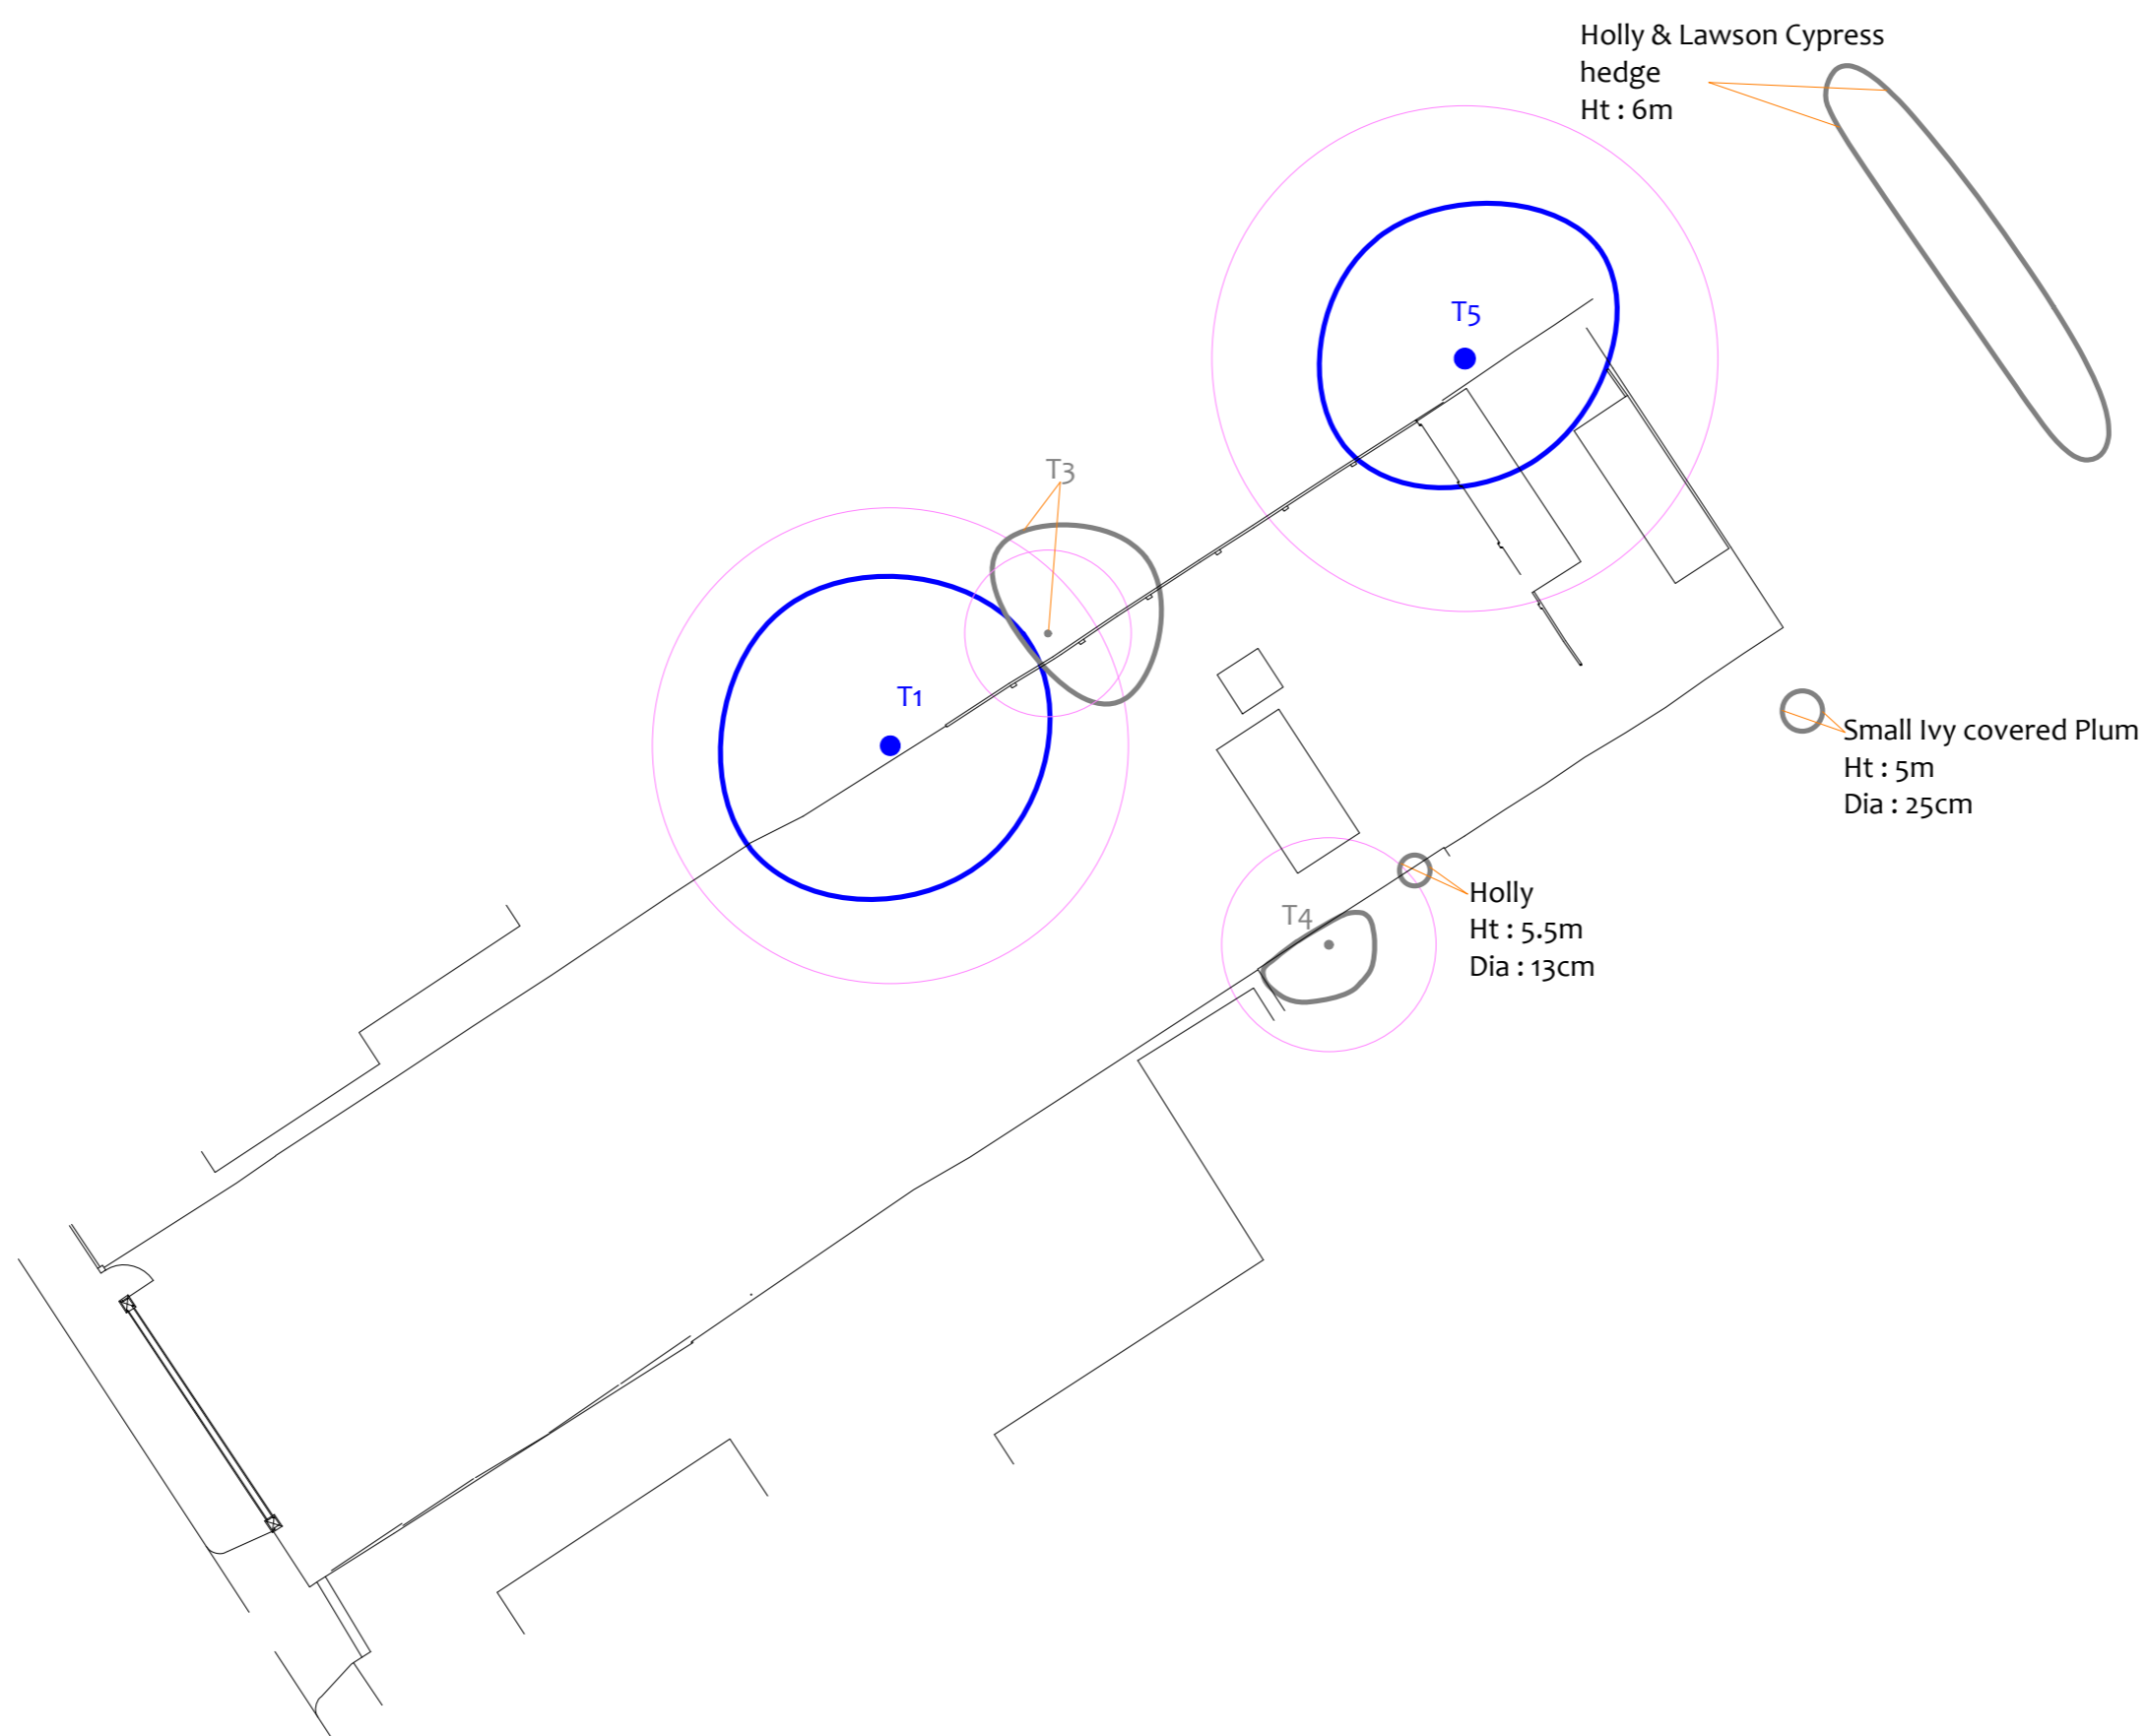 Holly & Lawson Cypress
hedge
Ht : 6m
T5
T3
T1
Small Ivy covered Plum
Ht : 5m
Dia : 25cm
Holly
Ht : 5.5m
Dia : 13cm
T4